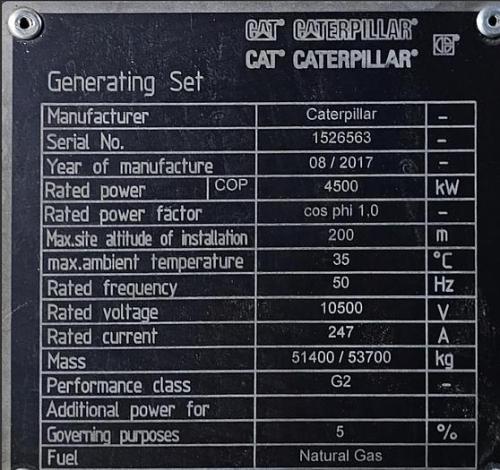 CAT CATERPILLAR
CAT CATERPILLAR
Generating Set
Manufacturer Caterpillar -
Serial No. 1526563 -
Year of manufacture 08 / 2017 -
Rated power COP 4500 kW
Rated power factor cos phi 1,0 -
Max.site altitude of installation 200 m
max.ambient temperature 35 °C
Rated frequency 50 Hz
Rated voltage 10500 V
Rated current 247 A
Mass 51400 / 53700 kg
Performance class G2 -
Additional power for
Governing purposes 5 %
Fuel Natural Gas